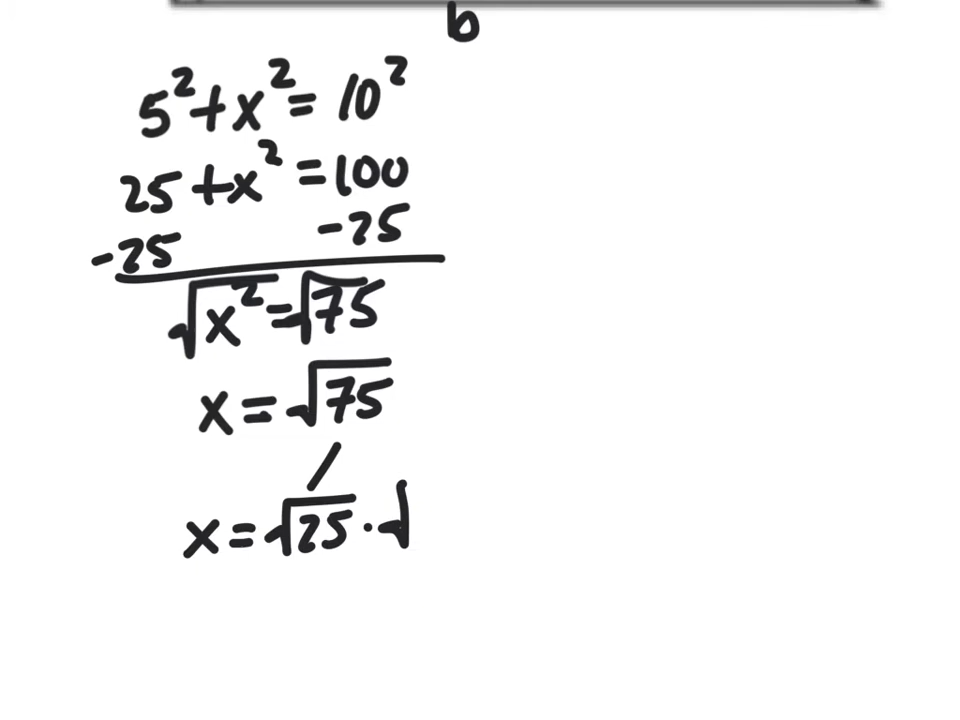 b
5² + x² = 10²
25 + x² = 100
-25 -25
√x² = √75
x = √75
x = √25 · √